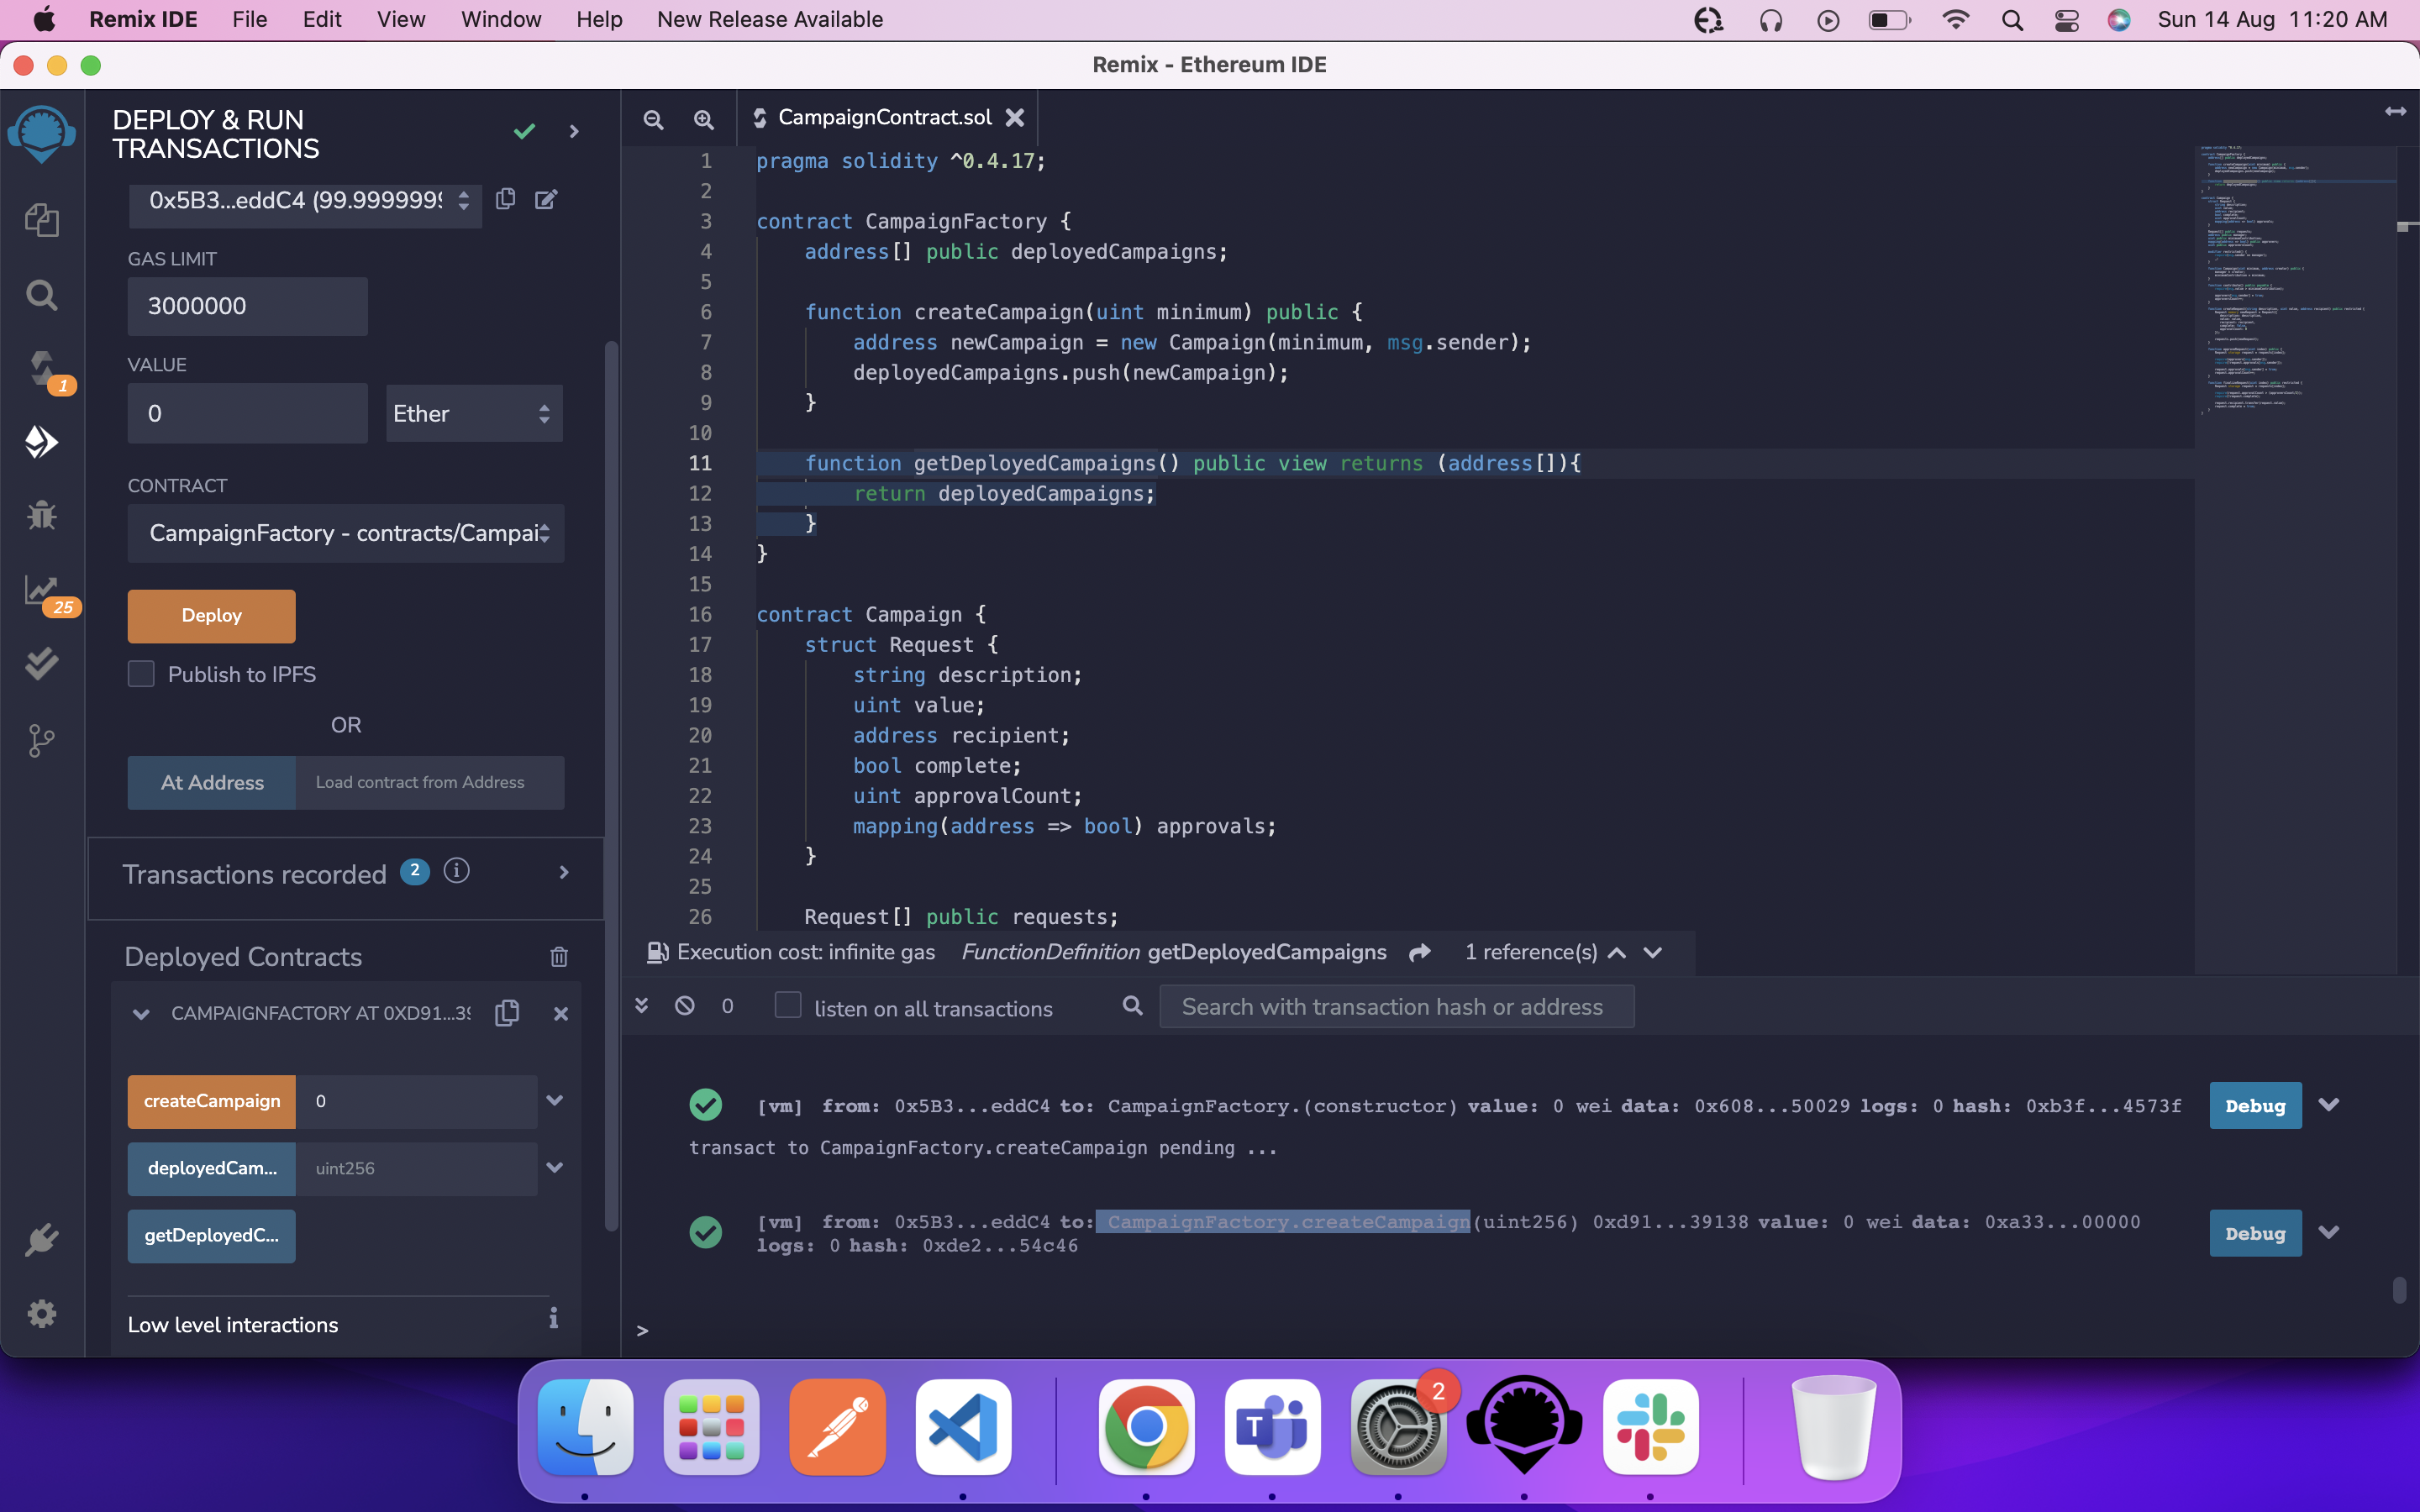 Remix IDE File Edit View Window Help New Release Available Sun 14 Aug 11:20 AM
Remix - Ethereum IDE
DEPLOY & RUN
TRANSACTIONS
0x5B3...eddC4 (99.9999999
GAS LIMIT
3000000
VALUE
0 Ether
CONTRACT
CampaignFactory - contracts/Campai
Deploy
Publish to IPFS
OR
At Address Load contract from Address
Transactions recorded 2
Deployed Contracts
CAMPAIGNFACTORY AT 0XD91...39
createCampaign 0
deployedCam... uint256
getDeployedC...
Low level interactions
1
25
CampaignContract.sol
1 pragma solidity ^0.4.17;
2
3 contract CampaignFactory {
4 address[] public deployedCampaigns;
5
6 function createCampaign(uint minimum) public {
7 address newCampaign = new Campaign(minimum, msg.sender);
8 deployedCampaigns.push(newCampaign);
9 }
10
11 function getDeployedCampaigns() public view returns (address[]){
12 return deployedCampaigns;
13 }
14 }
15
16 contract Campaign {
17 struct Request {
18 string description;
19 uint value;
20 address recipient;
21 bool complete;
22 uint approvalCount;
23 mapping(address => bool) approvals;
24 }
25
26 Request[] public requests;
Execution cost: infinite gas FunctionDefinition getDeployedCampaigns 1 reference(s)
0 listen on all transactions Search with transaction hash or address
[vm] from: 0x5B3...eddC4 to: CampaignFactory.(constructor) value: 0 wei data: 0x608...50029 logs: 0 hash: 0xb3f...4573f Debug
transact to CampaignFactory.createCampaign pending ...
[vm] from: 0x5B3...eddC4 to: CampaignFactory.createCampaign(uint256) 0xd91...39138 value: 0 wei data: 0xa33...00000
logs: 0 hash: 0xde2...54c46 Debug
>
2
T